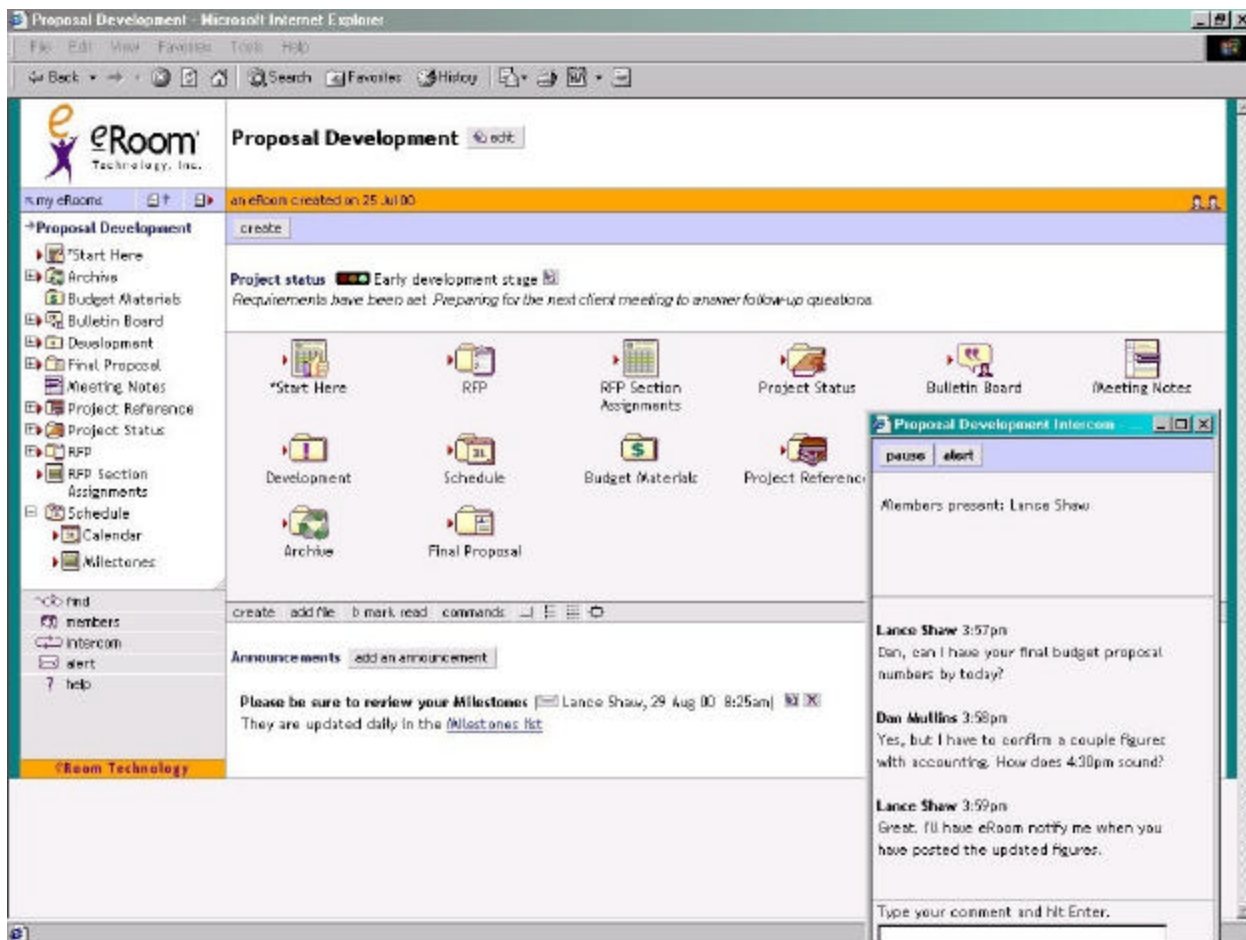 Proposal Development - Microsoft Internet Explorer
File Edit View Favorites Tools Help
Back Search Favorites History
eRoom
Technology, Inc.
Proposal Development edit
my eRooms
an eRoom created on 25 Jul 00
Proposal Development
create
*Start Here
Archive
Budget Materials
Bulletin Board
Development
Final Proposal
Meeting Notes
Project Reference
Project Status
RFP
RFP Section
Assignments
Schedule
Calendar
Milestones
find
members
intercom
alert
? help
eRoom Technology
Project status Early development stage
Requirements have been set. Preparing for the next client meeting to answer follow-up questions.
*Start Here
RFP
RFP Section
Assignments
Project Status
Bulletin Board
Meeting Notes
Development
31
Schedule
$
Budget Materials
Project Reference
Archive
Final Proposal
create add file mark read commands
Announcements add an announcement
Please be sure to review your Milestones [Lance Shaw, 29 Aug 00 8:25am]
They are updated daily in the Milestones list
Proposal Development Intercom - ...
pause alert
Members present: Lance Shaw
Lance Shaw 3:57pm
Dan, can I have your final budget proposal
numbers by today?
Dan Mullins 3:58pm
Yes, but I have to confirm a couple figures
with accounting. How does 4:30pm sound?
Lance Shaw 3:59pm
Great. I'll have eRoom notify me when you
have posted the updated figures.
Type your comment and hit Enter.